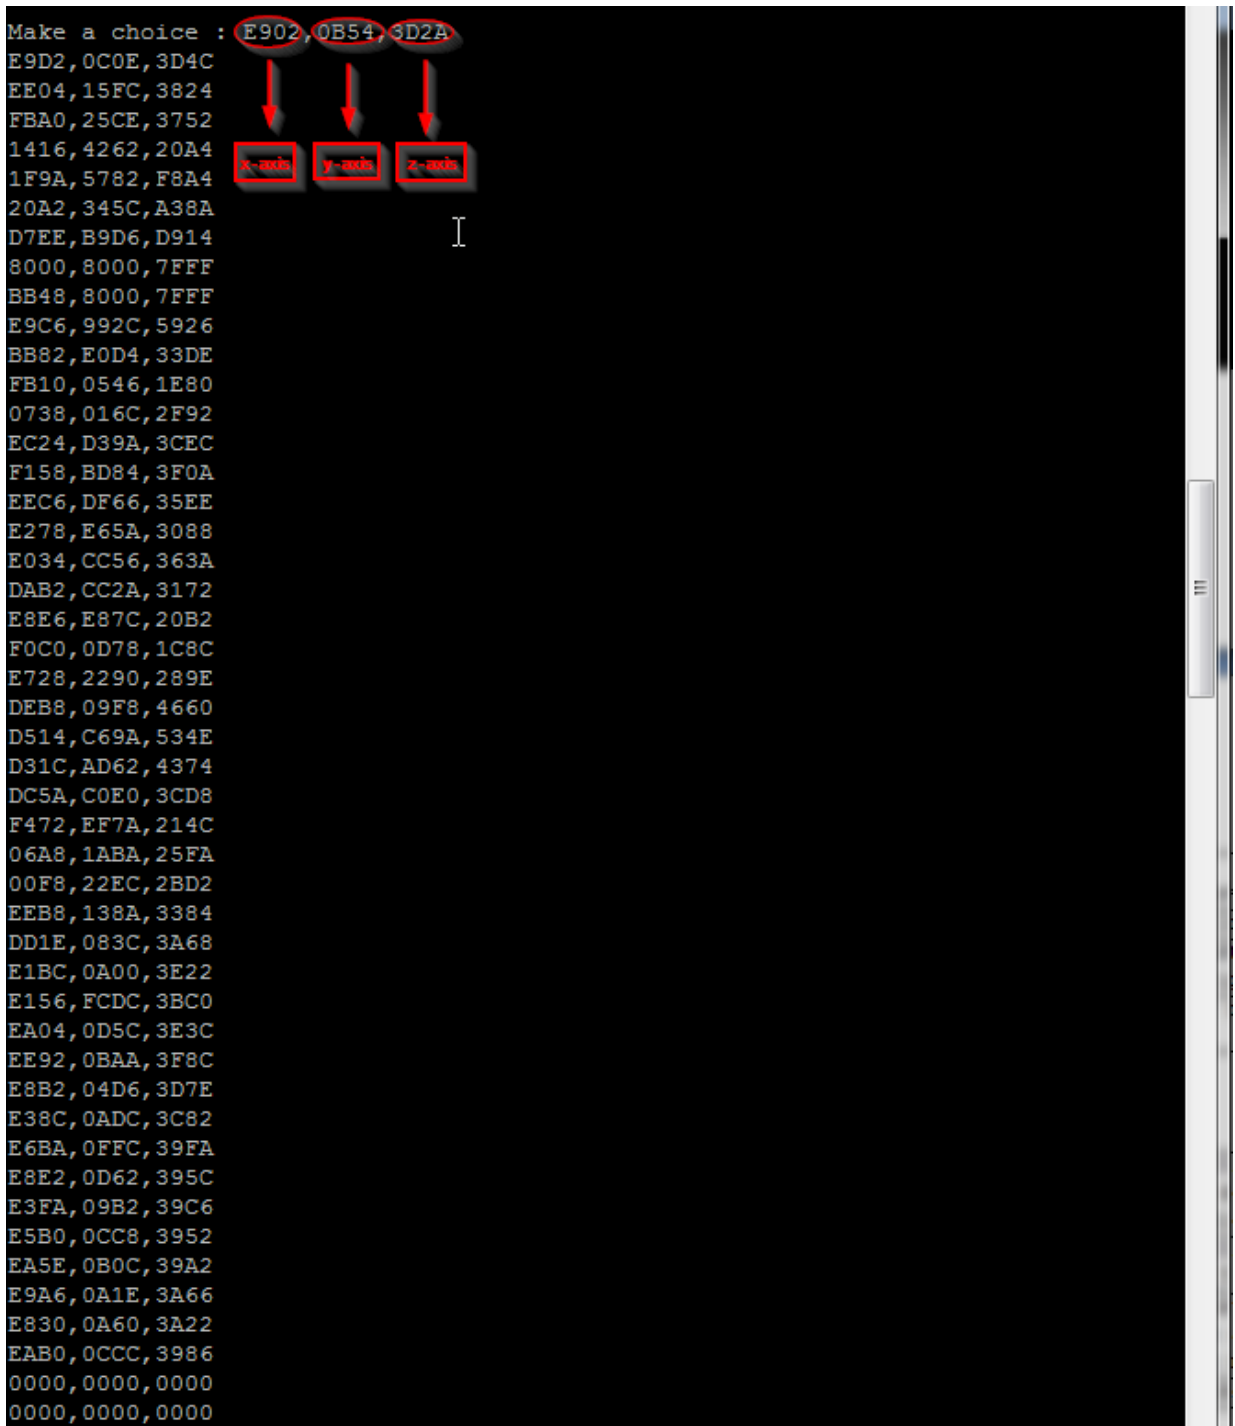 Make a choice : E902,0B54,3D2A
E9D2,0C0E,3D4C
EE04,15FC,3824
FBA0,25CE,3752
1416,4262,20A4
x-axis y-axis z-axis
1F9A,5782,F8A4
20A2,345C,A38A
D7EE,B9D6,D914
8000,8000,7FFF
BB48,8000,7FFF
E9C6,992C,5926
BB82,E0D4,33DE
FB10,0546,1E80
0738,016C,2F92
EC24,D39A,3CEC
F158,BD84,3F0A
EEC6,DF66,35EE
E278,E65A,3088
E034,CC56,363A
DAB2,CC2A,3172
E8E6,E87C,20B2
F0C0,0D78,1C8C
E728,2290,289E
DEB8,09F8,4660
D514,C69A,534E
D31C,AD62,4374
DC5A,C0E0,3CD8
F472,EF7A,214C
06A8,1ABA,25FA
00F8,22EC,2BD2
EEB8,138A,3384
DD1E,083C,3A68
E1BC,0A00,3E22
E156,FCDC,3BC0
EA04,0D5C,3E3C
EE92,0BAA,3F8C
E8B2,04D6,3D7E
E38C,0ADC,3C82
E6BA,0FFC,39FA
E8E2,0D62,395C
E3FA,09B2,39C6
E5B0,0CC8,3952
EA5E,0B0C,39A2
E9A6,0A1E,3A66
E830,0A60,3A22
EAB0,0CCC,3986
0000,0000,0000
0000,0000,0000